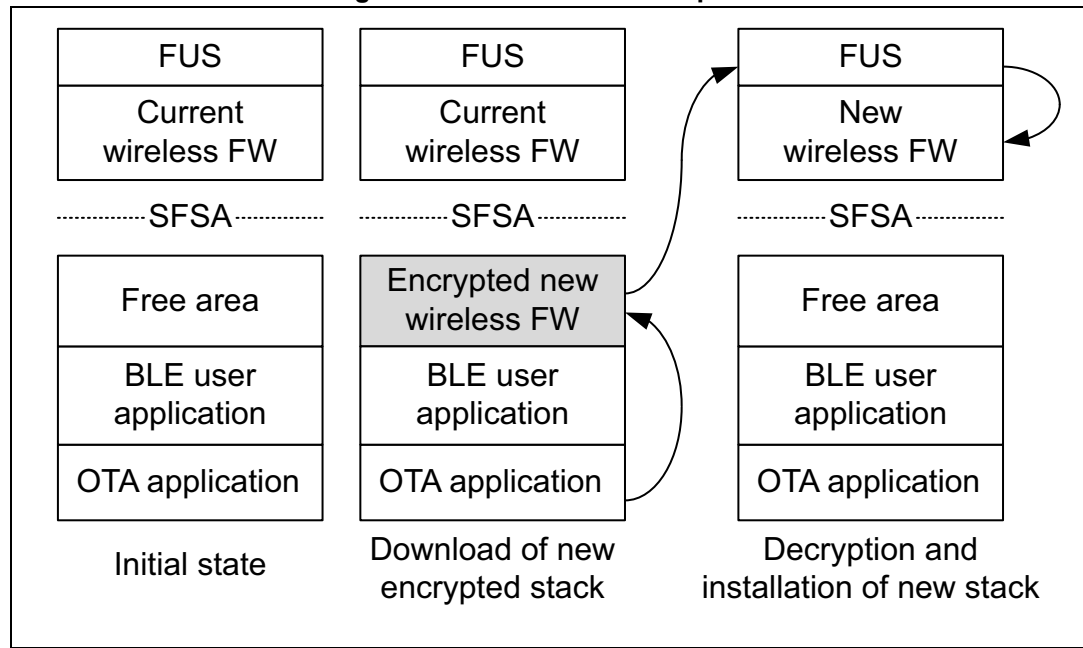 FUS
Current
wireless FW
SFSA
Free area
BLE user
application
OTA application
Initial state
FUS
Current
wireless FW
SFSA
Encrypted new
wireless FW
BLE user
application
OTA application
Download of new
encrypted stack
FUS
New
wireless FW
SFSA
Free area
BLE user
application
OTA application
Decryption and
installation of new stack